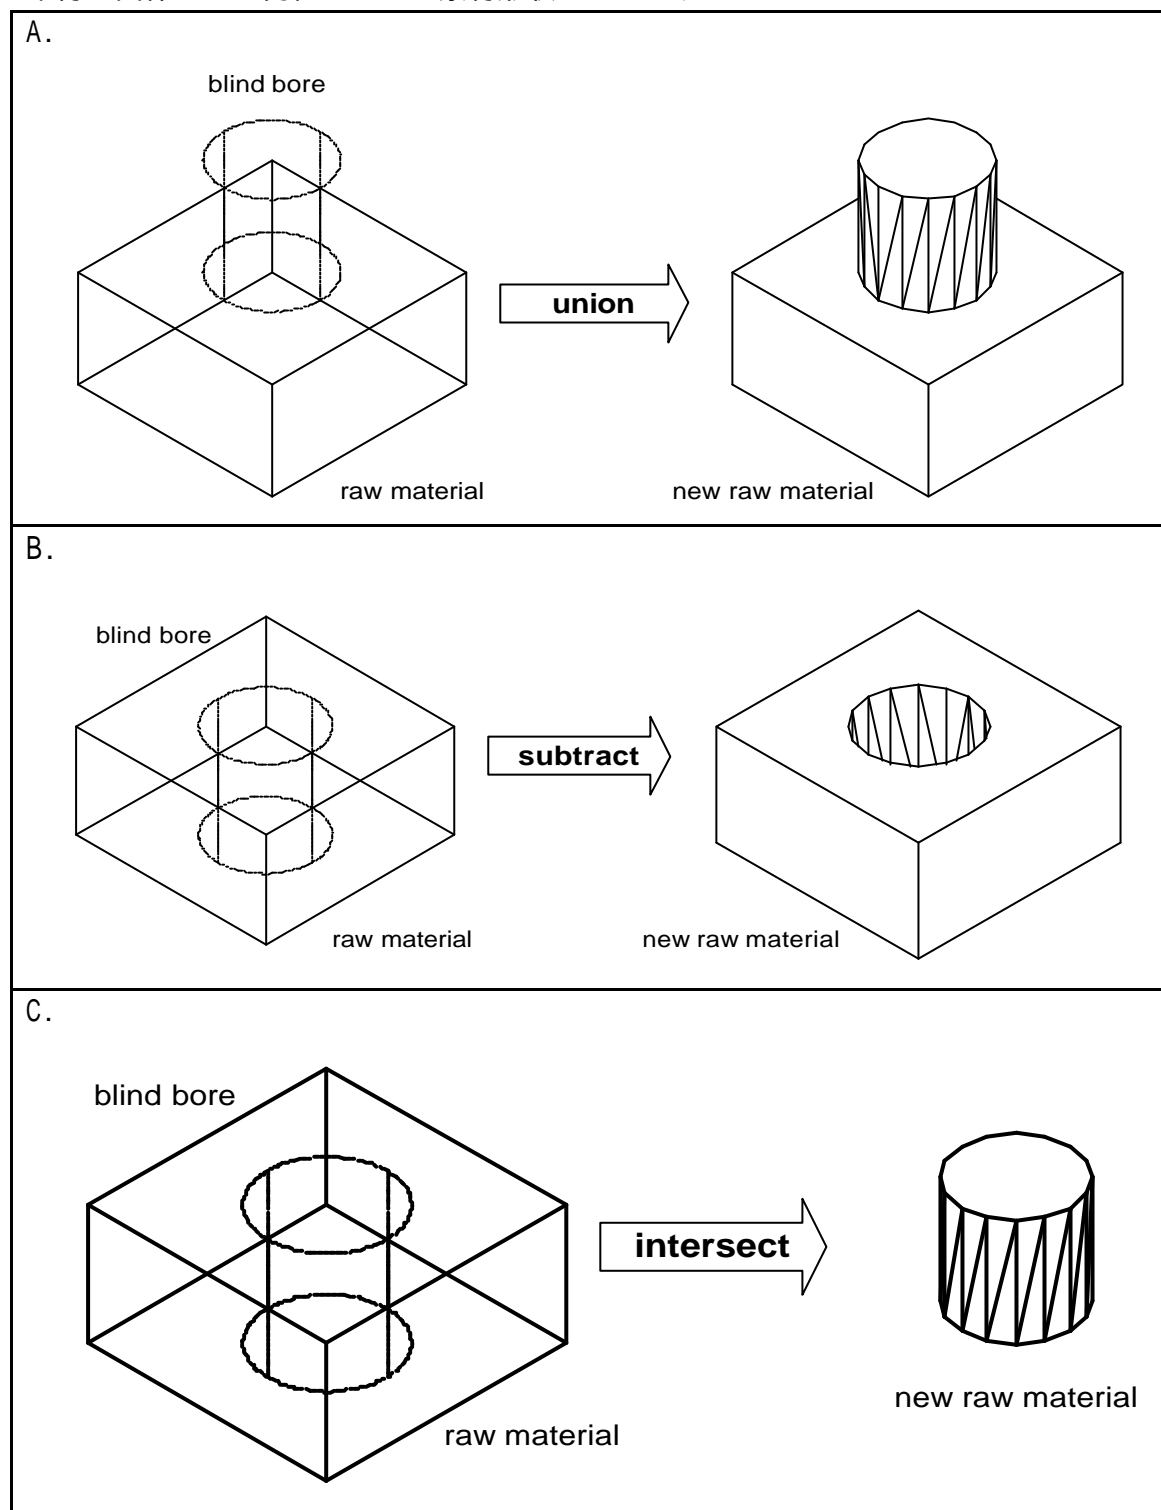 A.
blind bore
union
raw material
new raw material
B.
blind bore
subtract
raw material
new raw material
C.
blind bore
intersect
new raw material
raw material